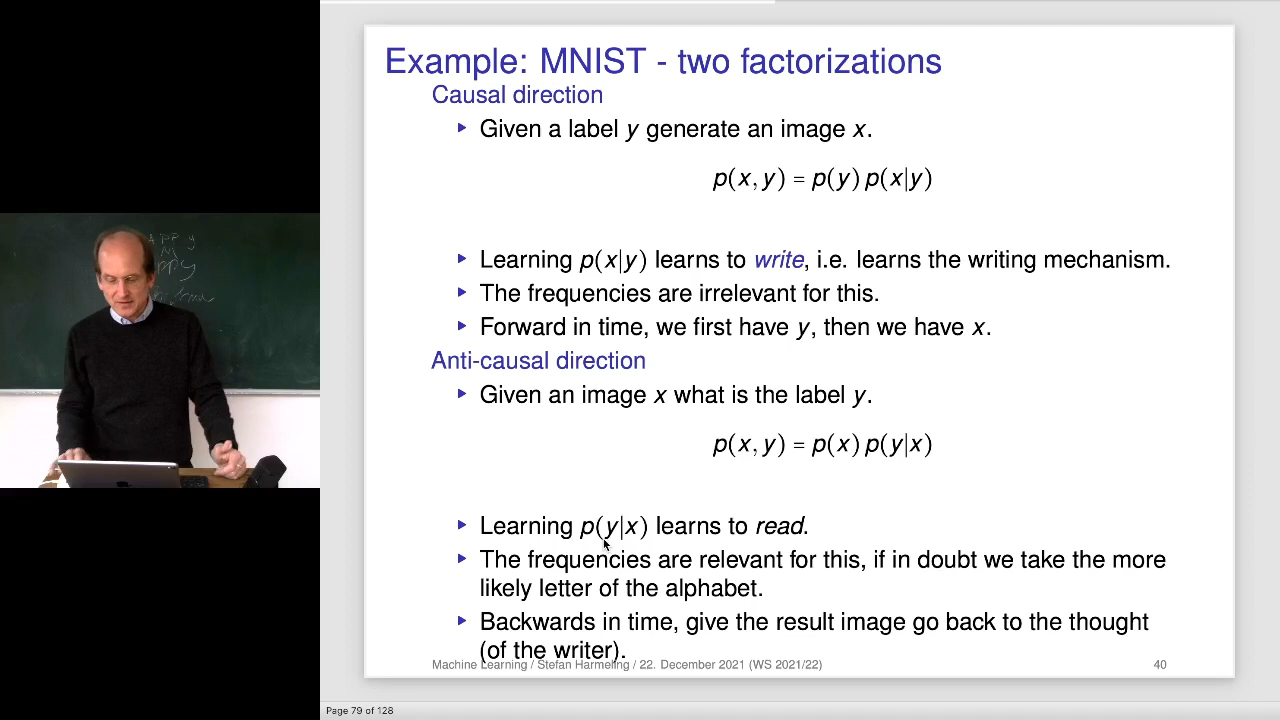 Example: MNIST - two factorizations
Causal direction
Given a label y generate an image x.
p(x, y) = p(y) p(x|y)
Learning p(x|y) learns to write, i.e. learns the writing mechanism.
The frequencies are irrelevant for this.
Forward in time, we first have y, then we have x.
Anti-causal direction
Given an image x what is the label y.
p(x, y) = p(x) p(y|x)
Learning p(y|x) learns to read.
The frequencies are relevant for this, if in doubt we take the more
likely letter of the alphabet.
Backwards in time, give the result image go back to the thought
(of the writer).
Machine Learning / Stefan Harmeling / 22. December 2021 (WS 2021/22)
40
Page 79 of 128